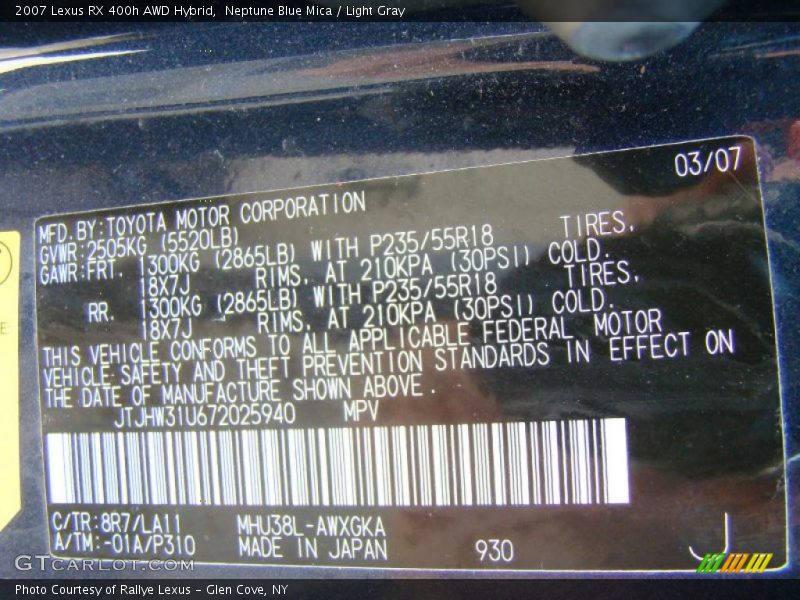 2007 Lexus RX 400h AWD Hybrid, Neptune Blue Mica / Light Gray
03/07
MFD. BY: TOYOTA MOTOR CORPORATION
GVWR: 2505KG (5520LB)
GAWR: FRT. 1300KG (2865LB) WITH P235/55R18 TIRES,
18X7J RIMS, AT 210KPA (30PSI) COLD.
RR. 1300KG (2865LB) WITH P235/55R18 TIRES,
18X7J RIMS, AT 210KPA (30PSI) COLD.
THIS VEHICLE CONFORMS TO ALL APPLICABLE FEDERAL MOTOR
VEHICLE SAFETY AND THEFT PREVENTION STANDARDS IN EFFECT ON
THE DATE OF MANUFACTURE SHOWN ABOVE.
JTJHW31U672025940 MPV
C/TR: 8R7/LA11 MHU38L-AWXGKA
A/TM: -01A/P310 MADE IN JAPAN 930
GTCarLot.com
Photo Courtesy of Rallye Lexus - Glen Cove, NY